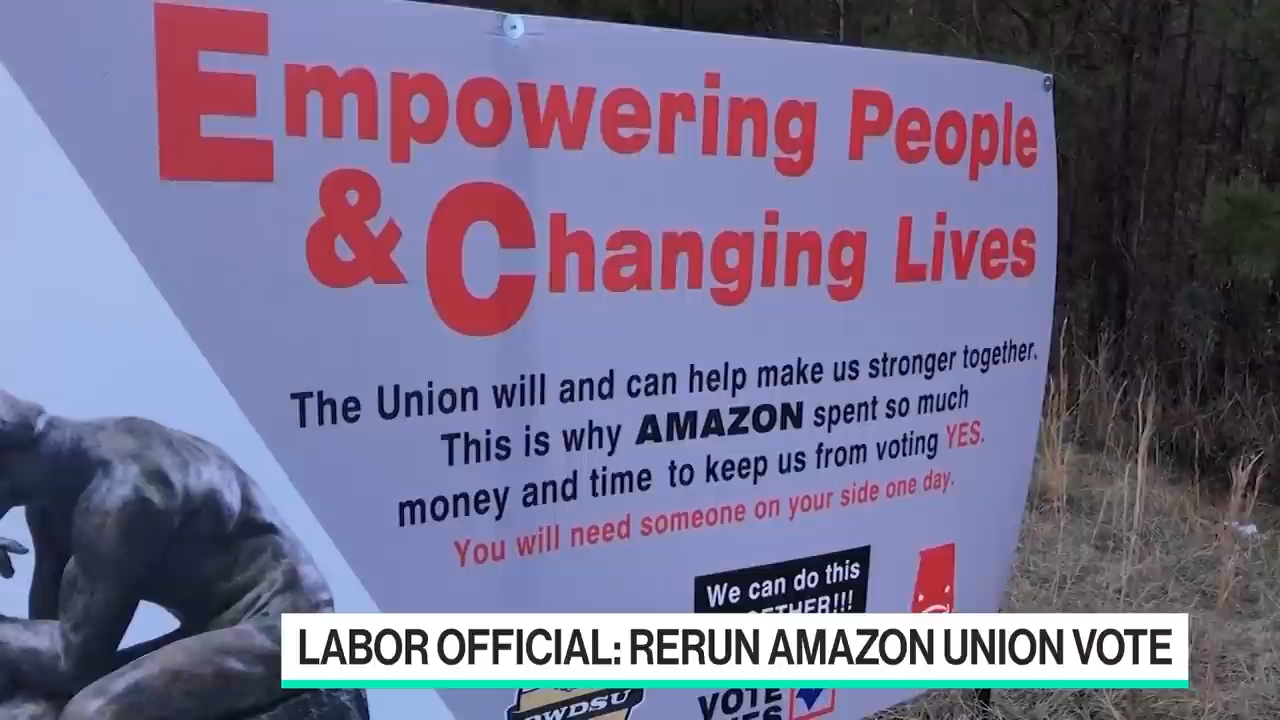 Empowering People
& Changing Lives
The Union will and can help make us stronger together.
This is why AMAZON spent so much
money and time to keep us from voting YES.
You will need someone on your side one day.
We can do this
LABOR OFFICIAL: RERUN AMAZON UNION VOTE
VOTE